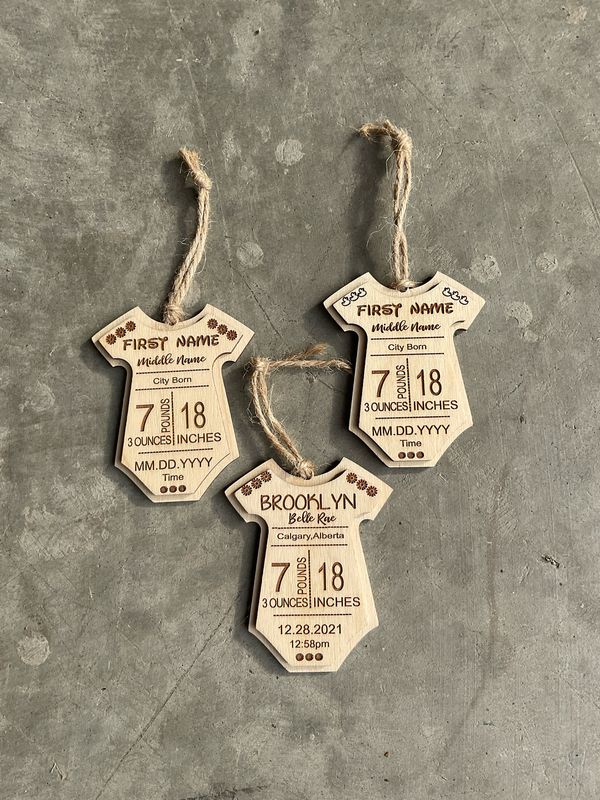 FIRST NAME
Middle Name
City Born
7 POUNDS 18
3 OUNCES INCHES
MM.DD.YYYY
Time
FIRST NAME
Middle Name
City Born
7 POUNDS 18
3 OUNCES INCHES
MM.DD.YYYY
Time
BROOKLYN
Belle Rae
Calgary,Alberta
7 POUNDS 18
3 OUNCES INCHES
12.28.2021
12:58pm